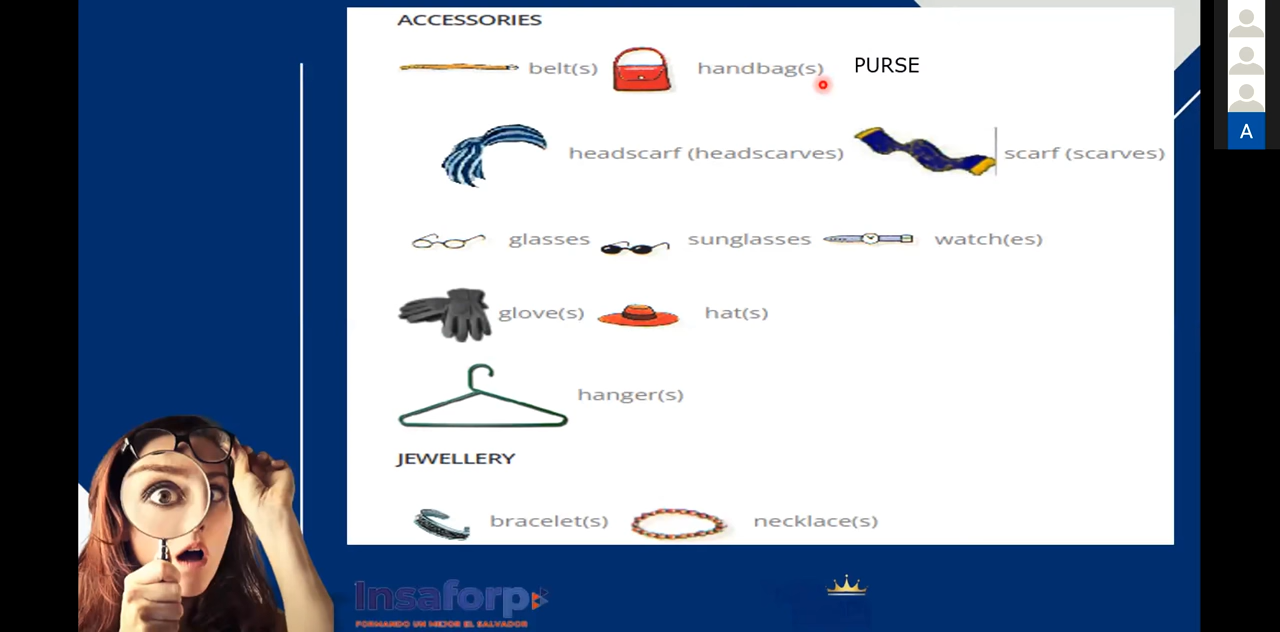 ACCESSORIES
belt(s) handbag(s) PURSE
headscarf (headscarves) scarf (scarves)
glasses sunglasses watch(es)
glove(s) hat(s)
hanger(s)
JEWELLERY
bracelet(s) necklace(s)
Insaforp
FORMANDO UN MEJOR EL SALVADOR
A